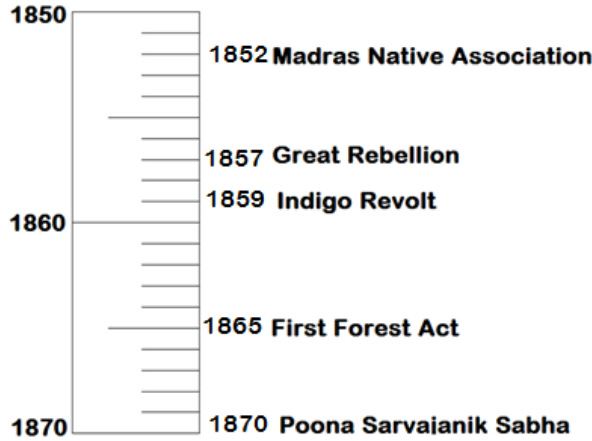 1850
1852 Madras Native Association
1857 Great Rebellion
1859 Indigo Revolt
1860
1865 First Forest Act
1870 1870 Poona Sarvajanik Sabha